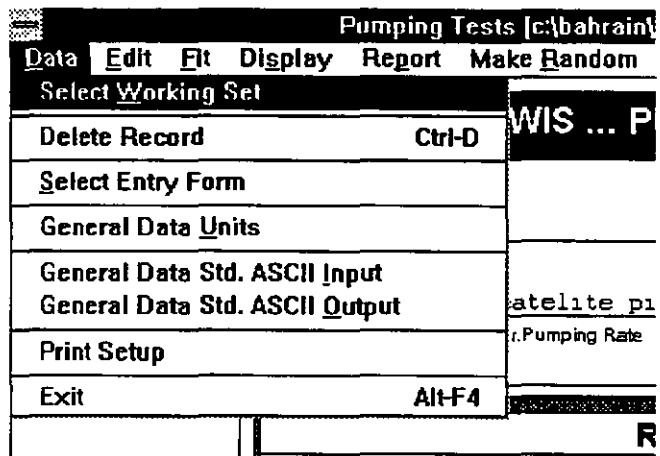 Pumping Tests [c:\bahrain\
Data Edit Fit Display Report Make Random
Select Working Set
WIS ... P
Delete Record Ctrl-D
Select Entry Form
General Data Units
General Data Std. ASCII Input
General Data Std. ASCII Output
atelite pi
r.Pumping Rate
Print Setup
Exit Alt-F4
R